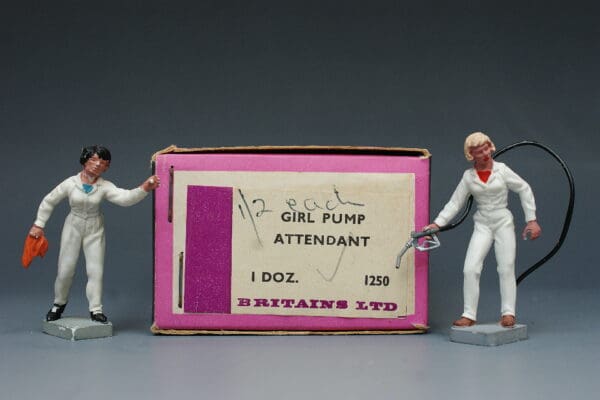 1/2 each
GIRL PUMP
ATTENDANT
1 DOZ. 1250
BRITAINS LTD